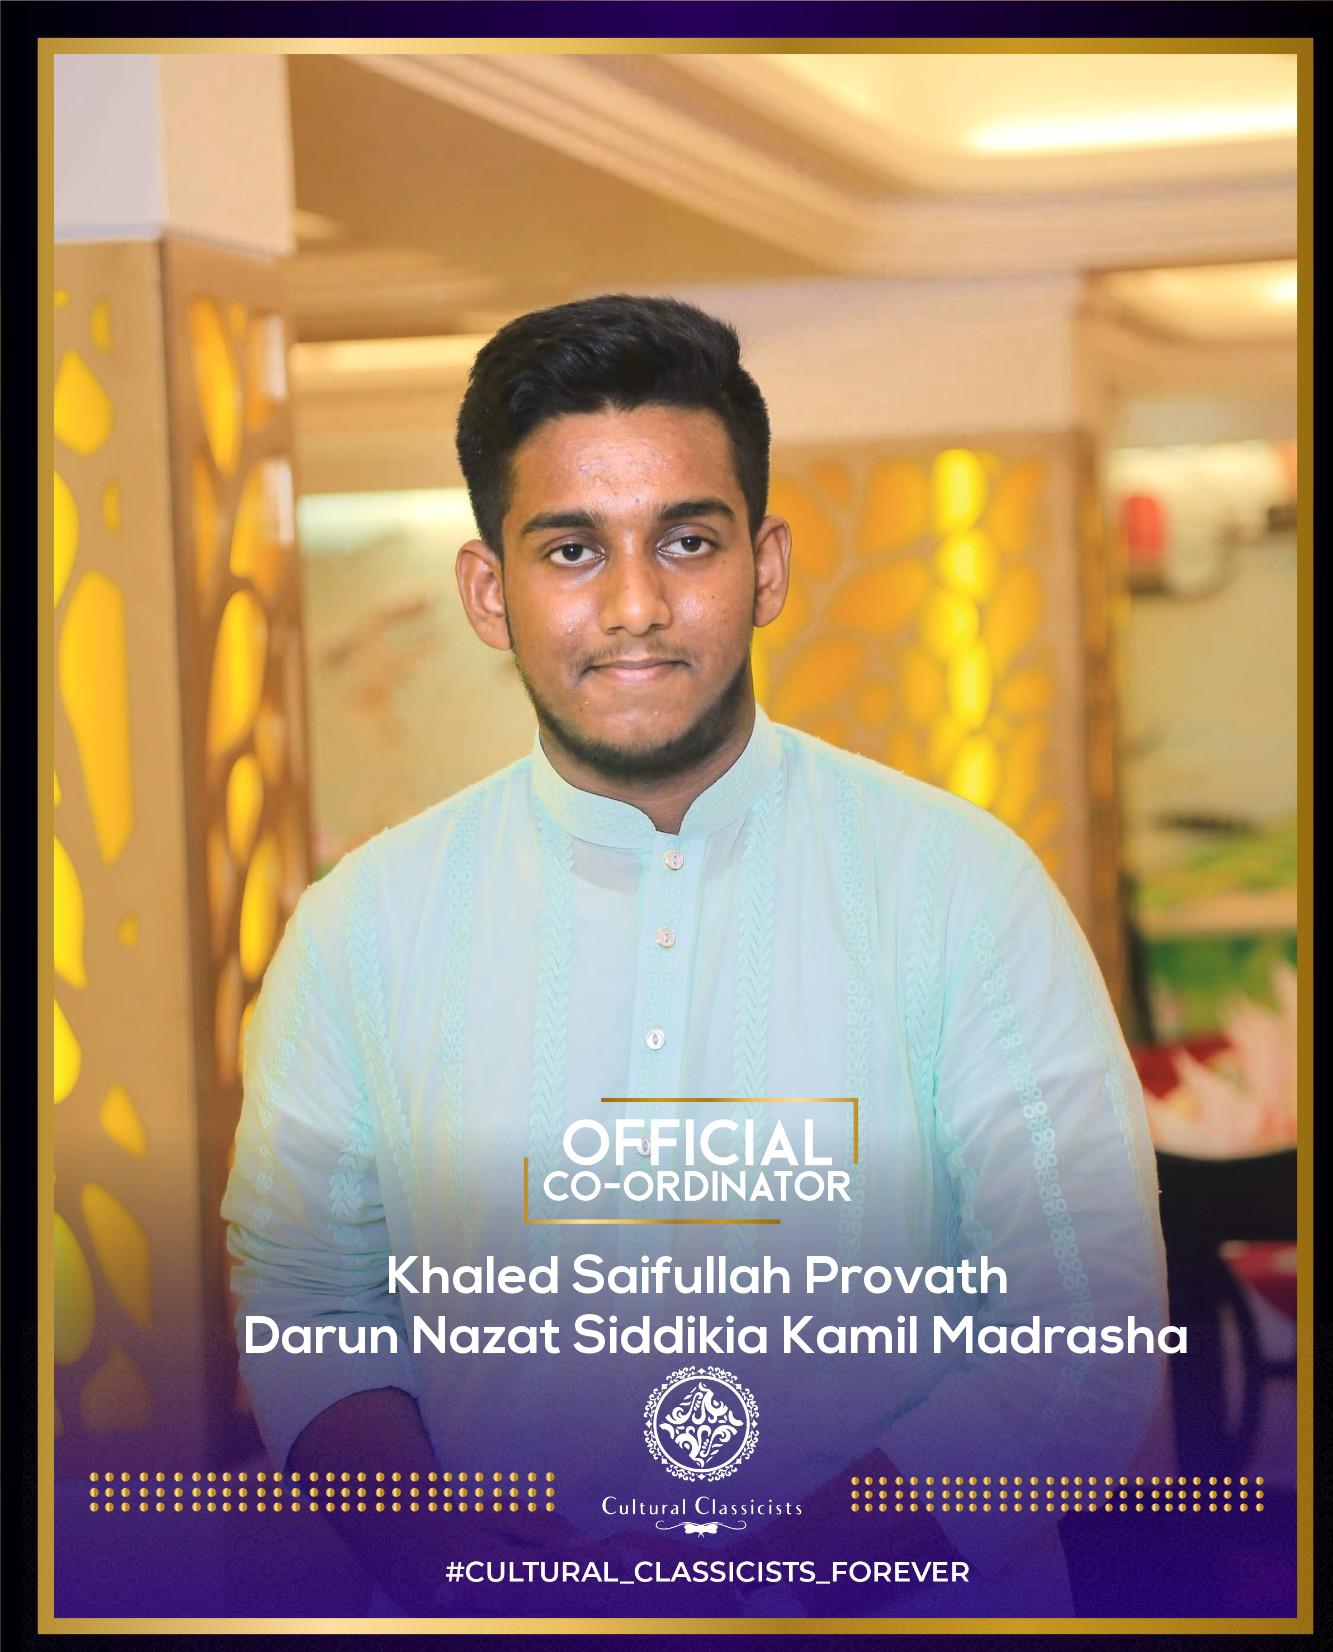 OFFICIAL
CO-ORDINATOR
Khaled Saifullah Provath
Darun Nazat Siddikia Kamil Madrasha
Cultural Classicists
#CULTURAL_CLASSICISTS_FOREVER